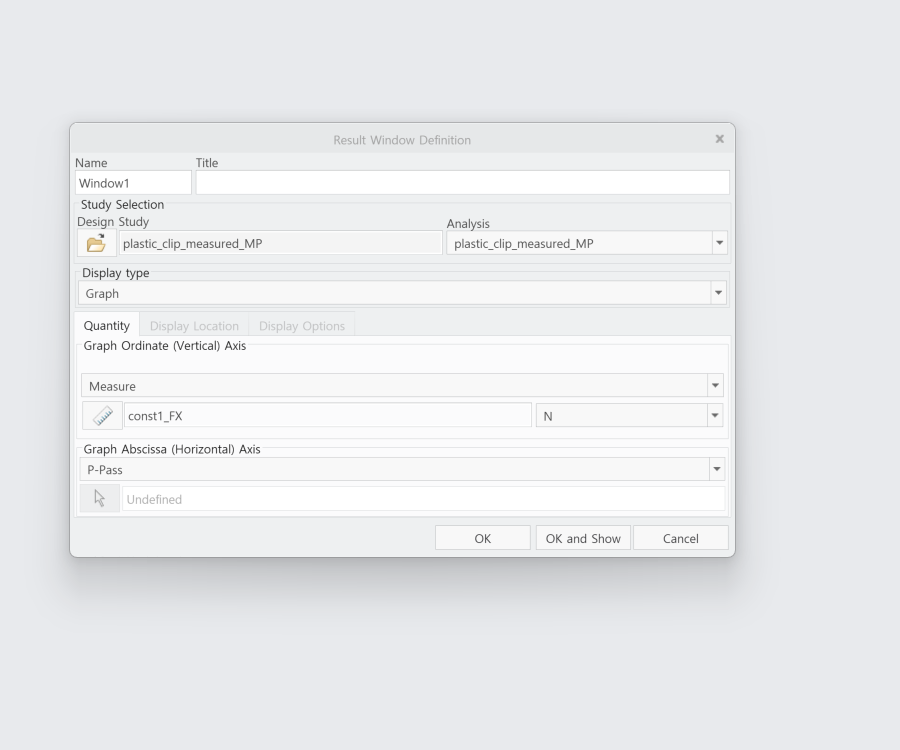 Result Window Definition
Name Title
Window1
Study Selection
Design Study Analysis
plastic_clip_measured_MP plastic_clip_measured_MP
Display type
Graph
Quantity Display Location Display Options
Graph Ordinate (Vertical) Axis
Measure
const1_FX N
Graph Abscissa (Horizontal) Axis
P-Pass
Undefined
OK OK and Show Cancel